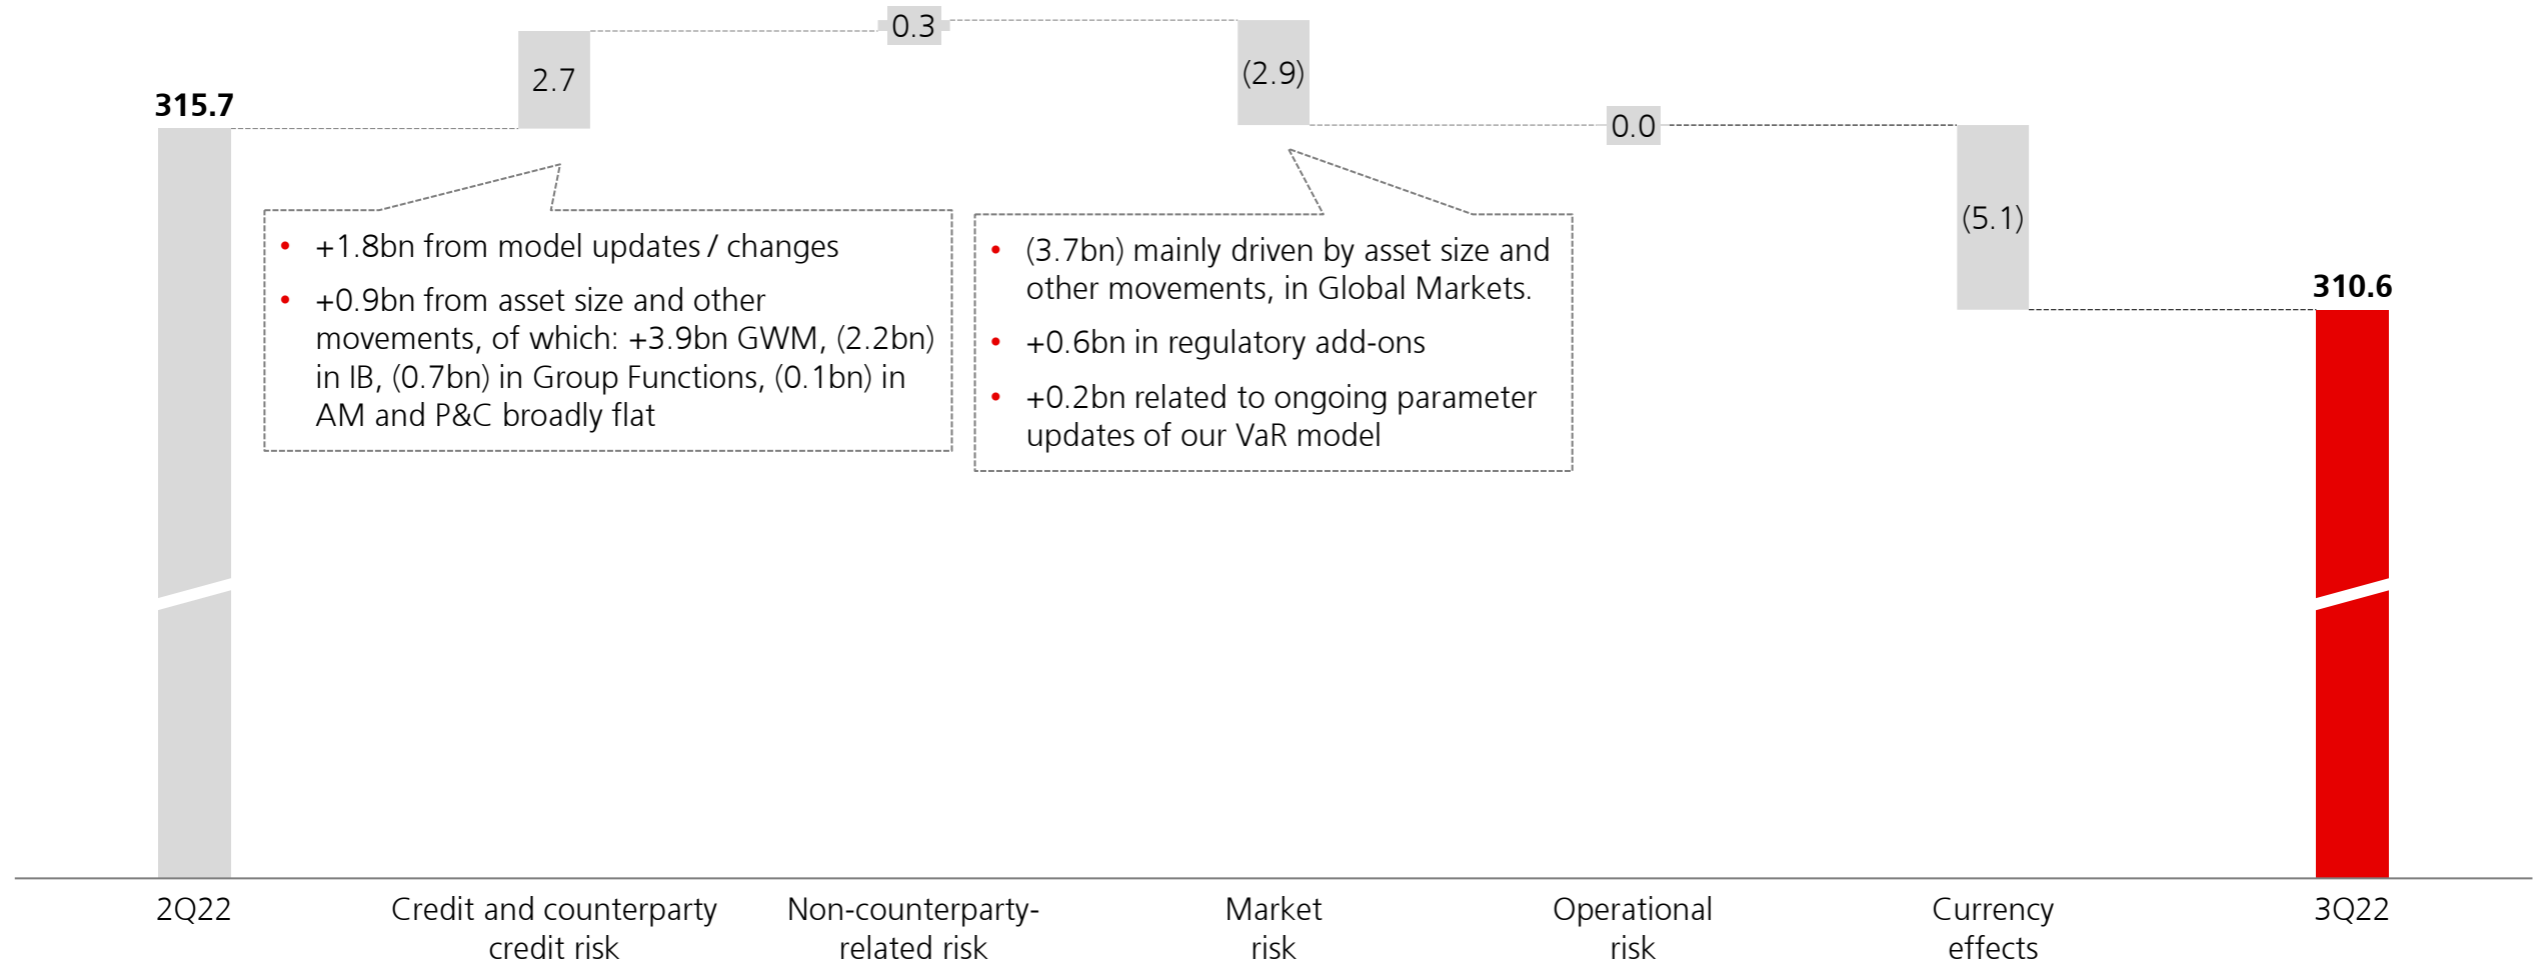 315.7
2.7
0.3
(2.9)
0.0
(5.1)
310.6
• +1.8bn from model updates / changes
• +0.9bn from asset size and other
movements, of which: +3.9bn GWM, (2.2bn)
in IB, (0.7bn) in Group Functions, (0.1bn) in
AM and P&C broadly flat
• (3.7bn) mainly driven by asset size and
other movements, in Global Markets.
• +0.6bn in regulatory add-ons
• +0.2bn related to ongoing parameter
updates of our VaR model
2Q22
Credit and counterparty
credit risk
Non-counterparty-
related risk
Market
risk
Operational
risk
Currency
effects
3Q22